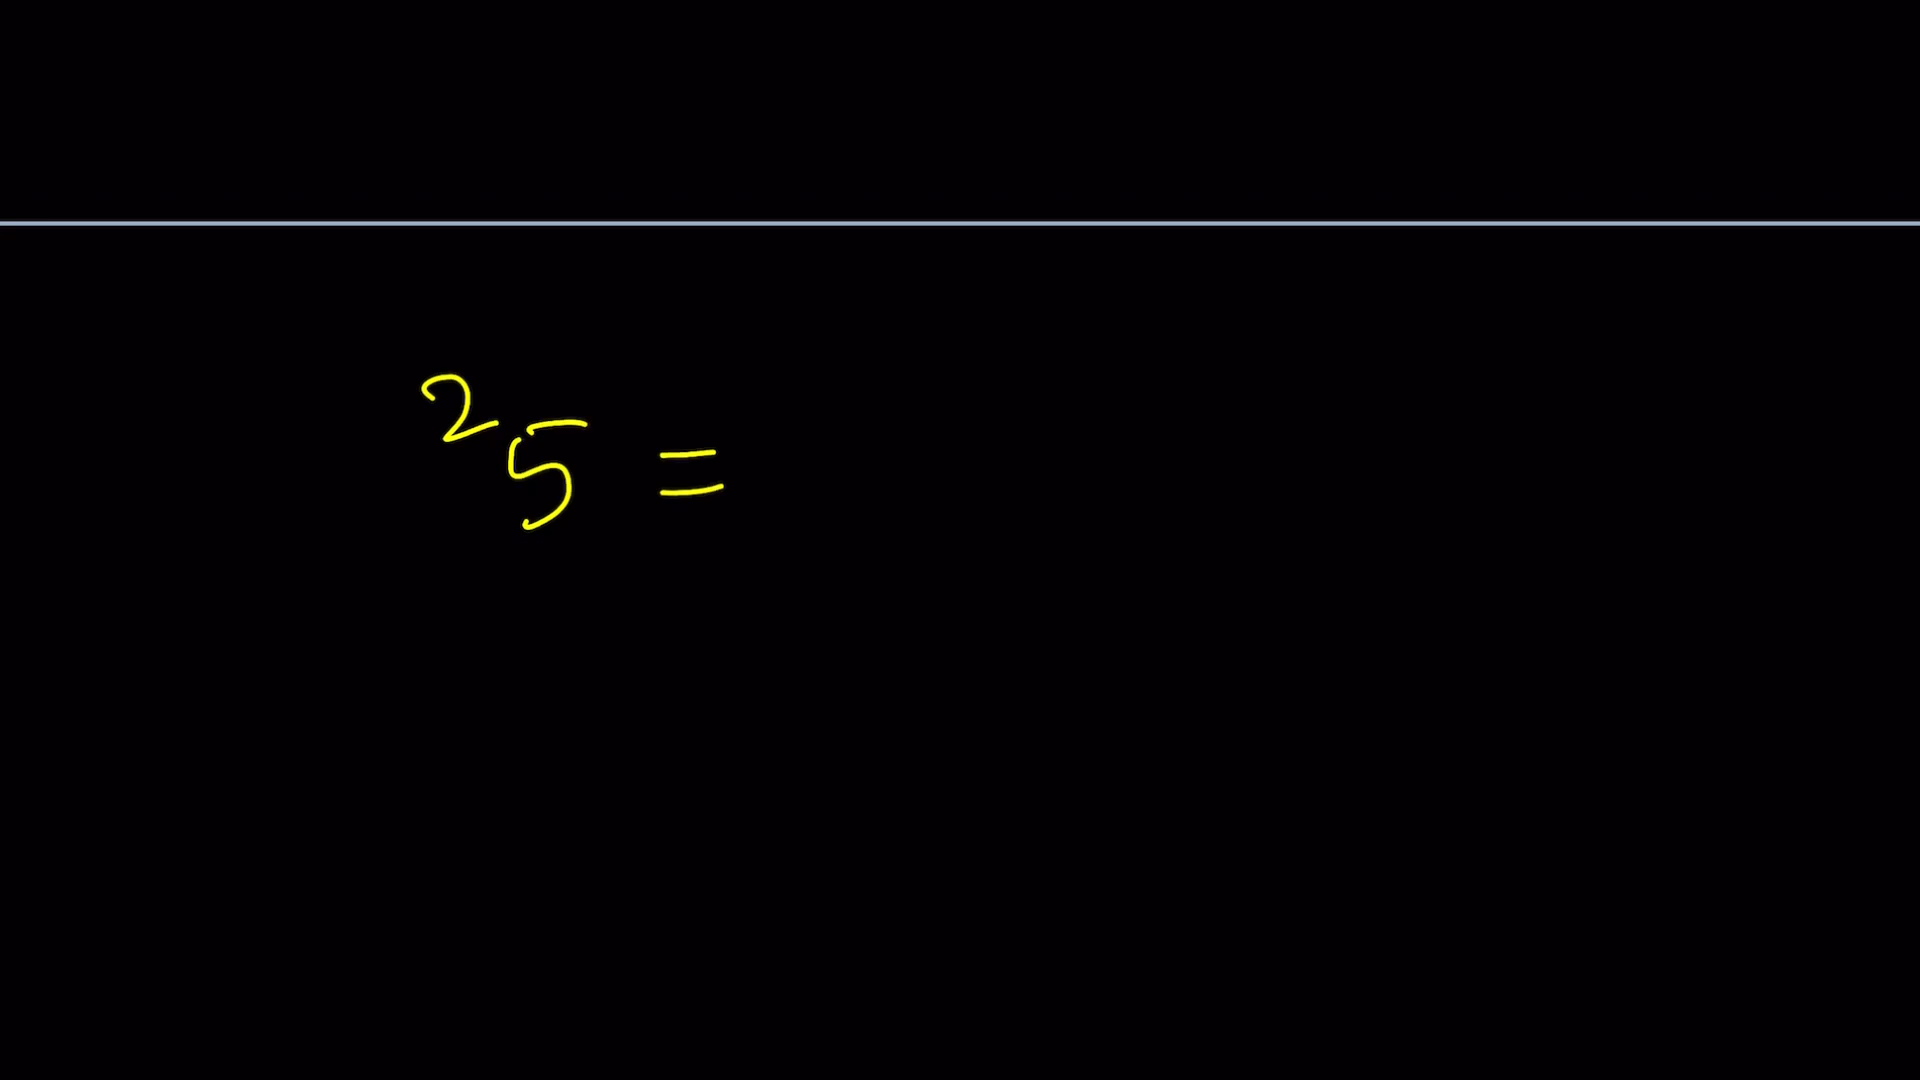 ²5 =